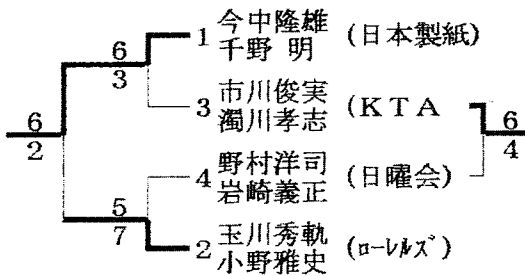 6
3
1 今中隆雄
千野 明 (日本製紙)
3 市川俊実
濁川孝志 (KTA
6
2
6
4
4 野村洋司
岩崎義正 (日曜会)
5
7
2 玉川秀軌
小野雅史 (ローレルズ)